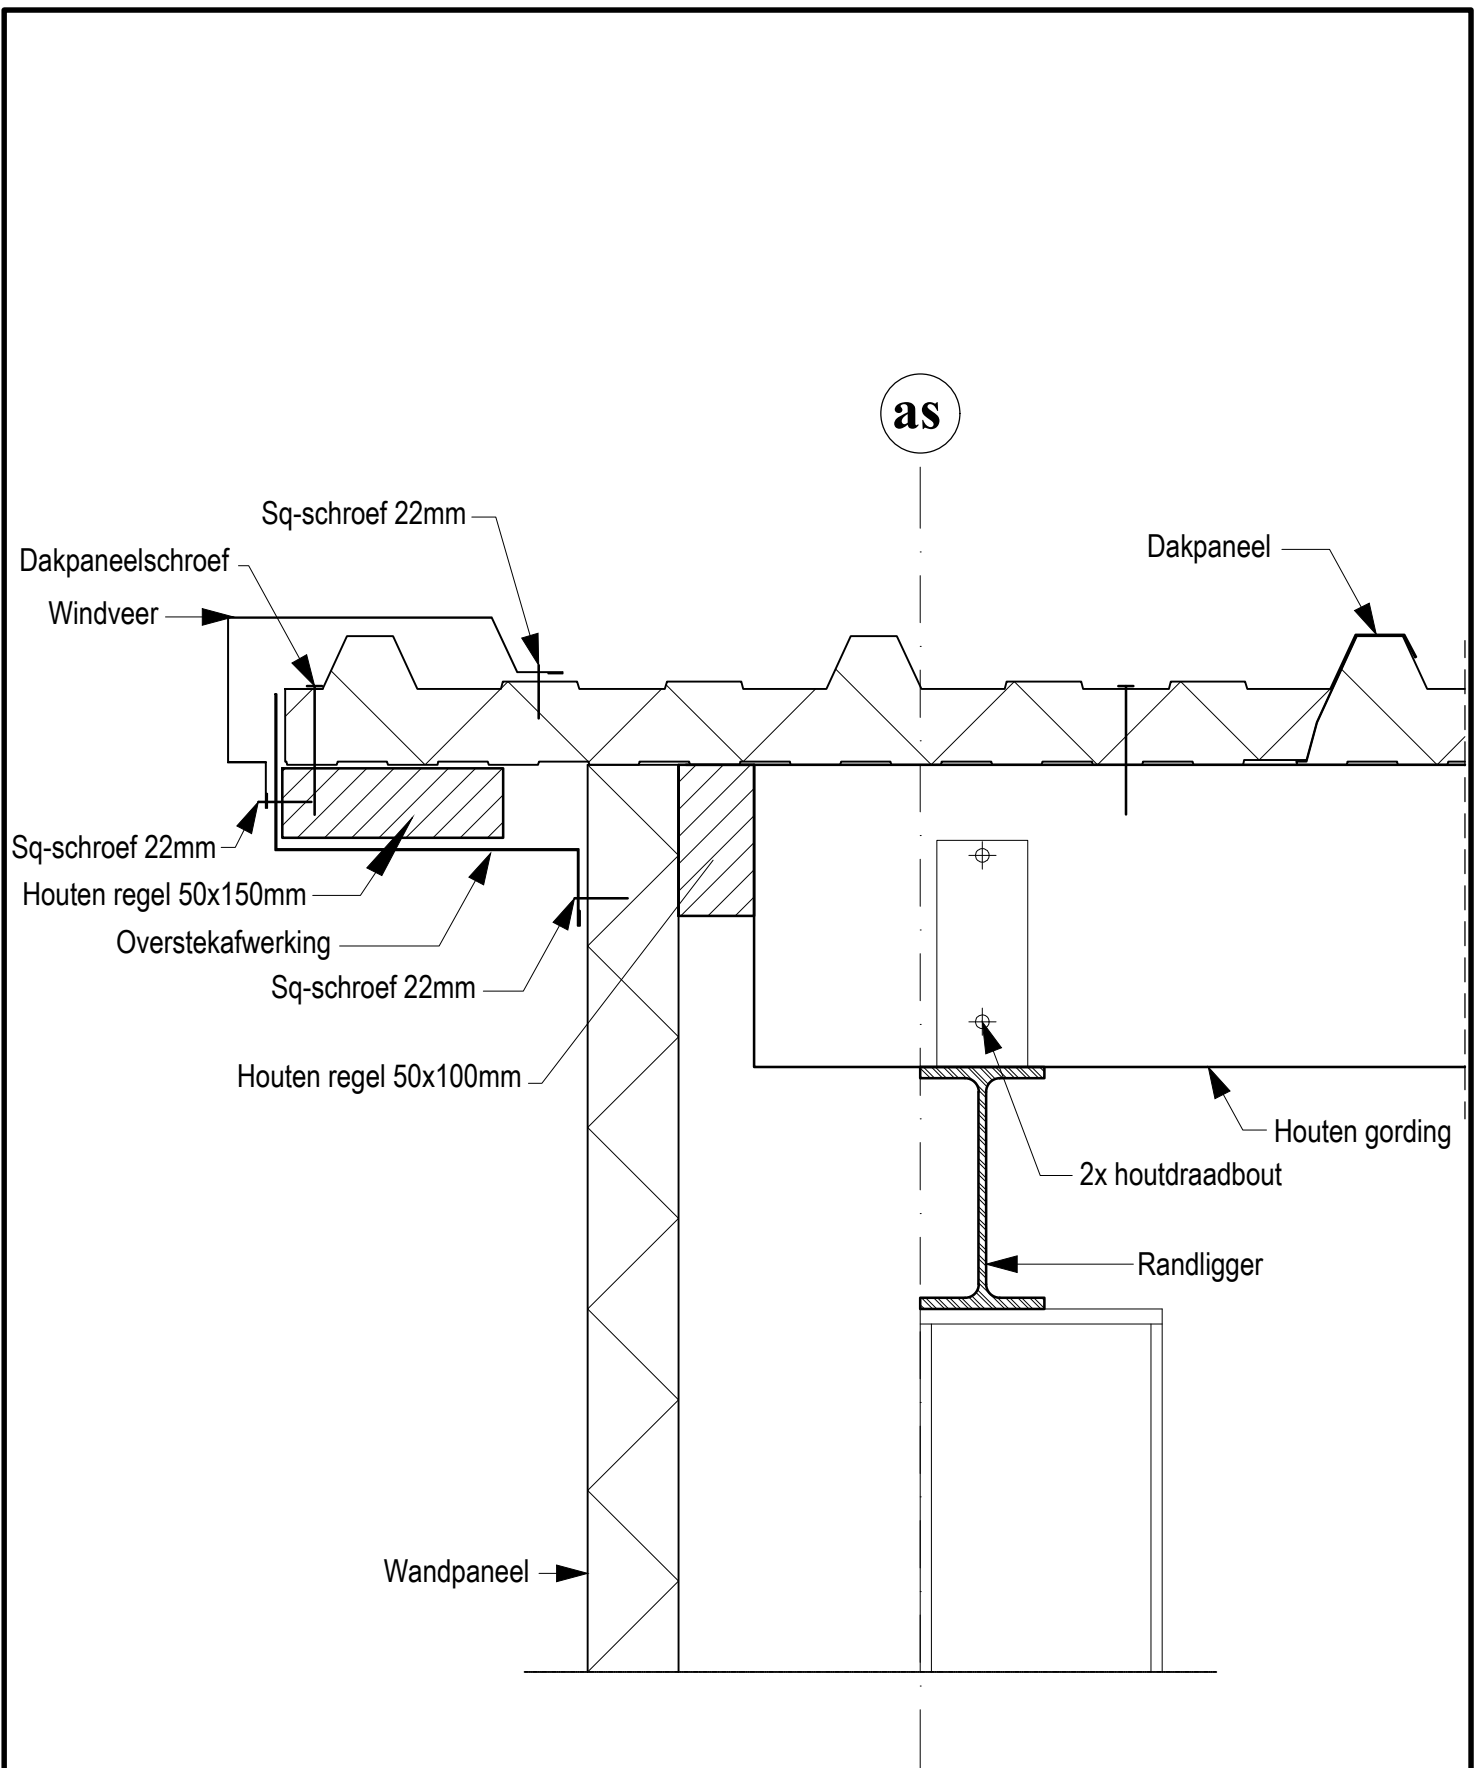 as
Sq-schroef 22mm
Dakpaneel
Dakpaneelschroef
Windveer
Sq-schroef 22mm
Houten regel 50x150mm
Overstekafwerking
Sq-schroef 22mm
Houten regel 50x100mm
Houten gording
2x houtdraadbout
Randligger
Wandpaneel